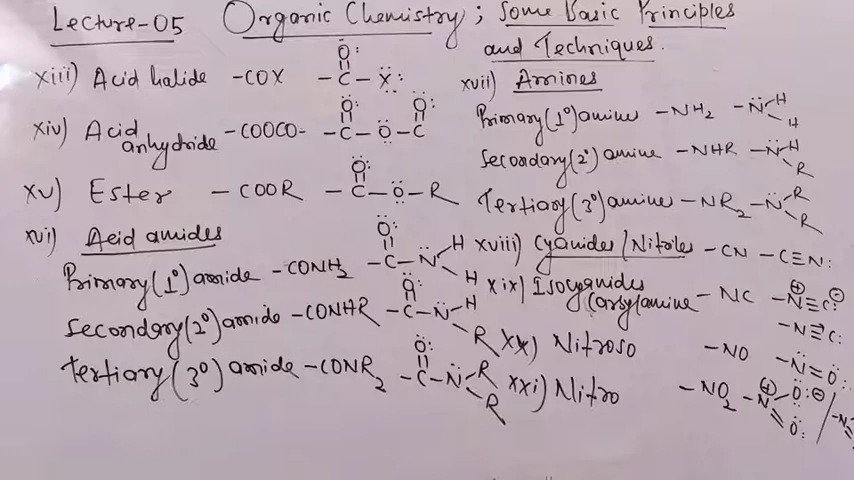 Lecture-05 Organic Chemistry; Some Basic Principles
and Techniques.
xiii) Acid halide -COX -C-Ẍ:
Ö:
xiv) Acid anhydride -COOCO- -C-Ö-C
Ö: Ö:
xv) Ester -COOR -C-Ö-R
Ö:
xvi) Acid amides
Primary(1°)amide -CONH₂ -C-N̈ H H
Ö:
Secondary(2°)amide -CONHR -C-N̈ H R
Ö:
Tertiary(3°) amide -CONR₂ -C-N̈ R R
Ö:
xvii) Amines
Primary(1°)amine -NH₂ -N̈ H H
Secondary(2°) amine -NHR -N̈ H R
Tertiary(3°)amine -NR₂ -N̈ R R
xviii) Cyanides/Nitriles -CN -C≡N:
xix) Isocyanides
(carbylamine -NC -N⊕≡C:⊖
-N≡C:
xx) Nitroso -NO -N̈=Ö:
xxi) Nitro -NO₂ -N⊕ Ö:⊖ =Ö: /-N